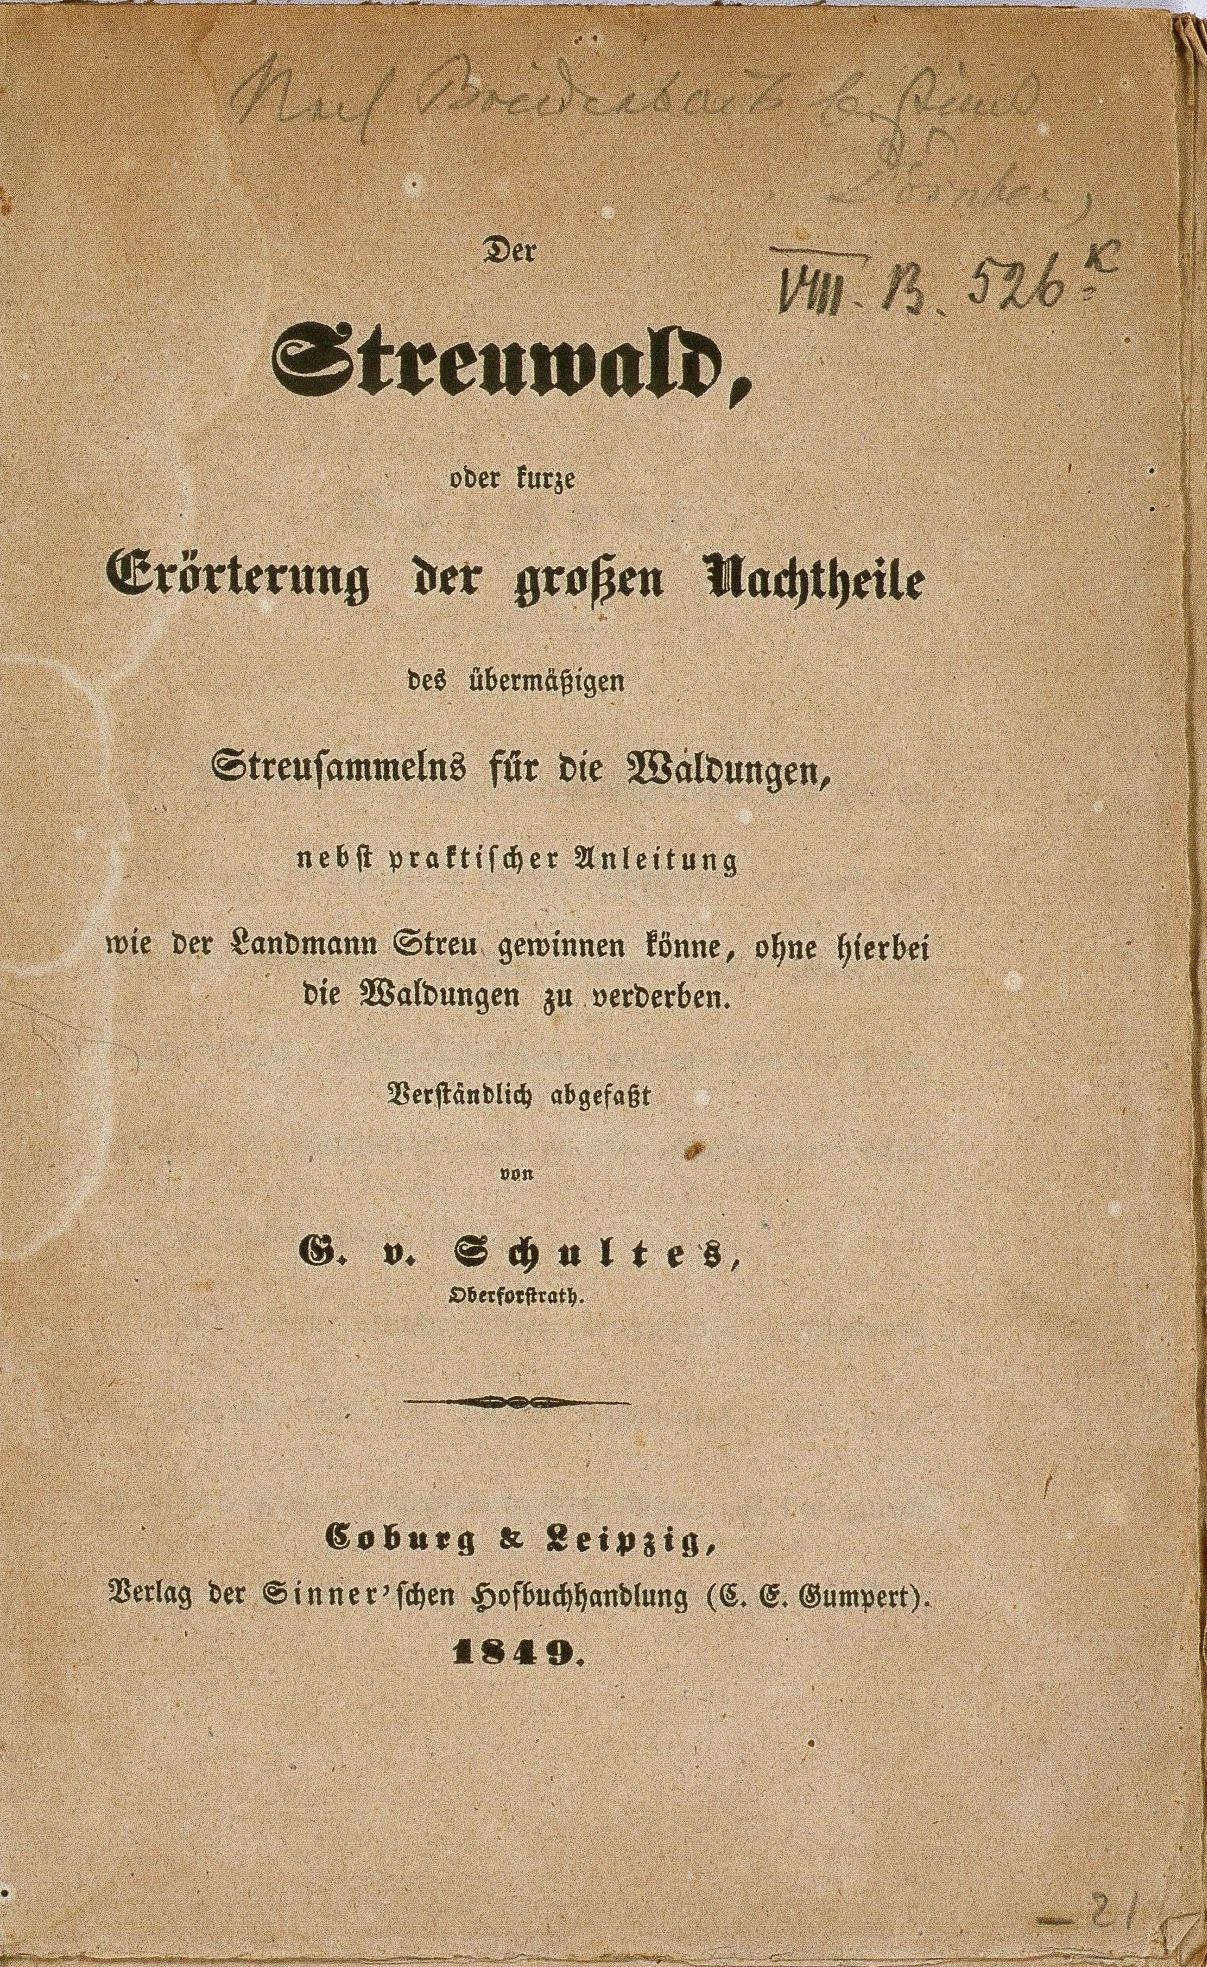 Breidenbach b.
VIII. B. 526 K
Der
Streuwald,
oder kurze
Erörterung der großen Nachtheile
des übermäßigen
Streusammelns für die Waldungen,
nebst praktischer Anleitung
wie der Landmann Streu gewinnen könne, ohne hierbei
die Waldungen zu verderben.
Verständlich abgefaßt
von
G. v. Schultes,
Oberforstrath.
Coburg & Leipzig,
Verlag der Sinner'schen Hofbuchhandlung (C. E. Gumpert).
1849.